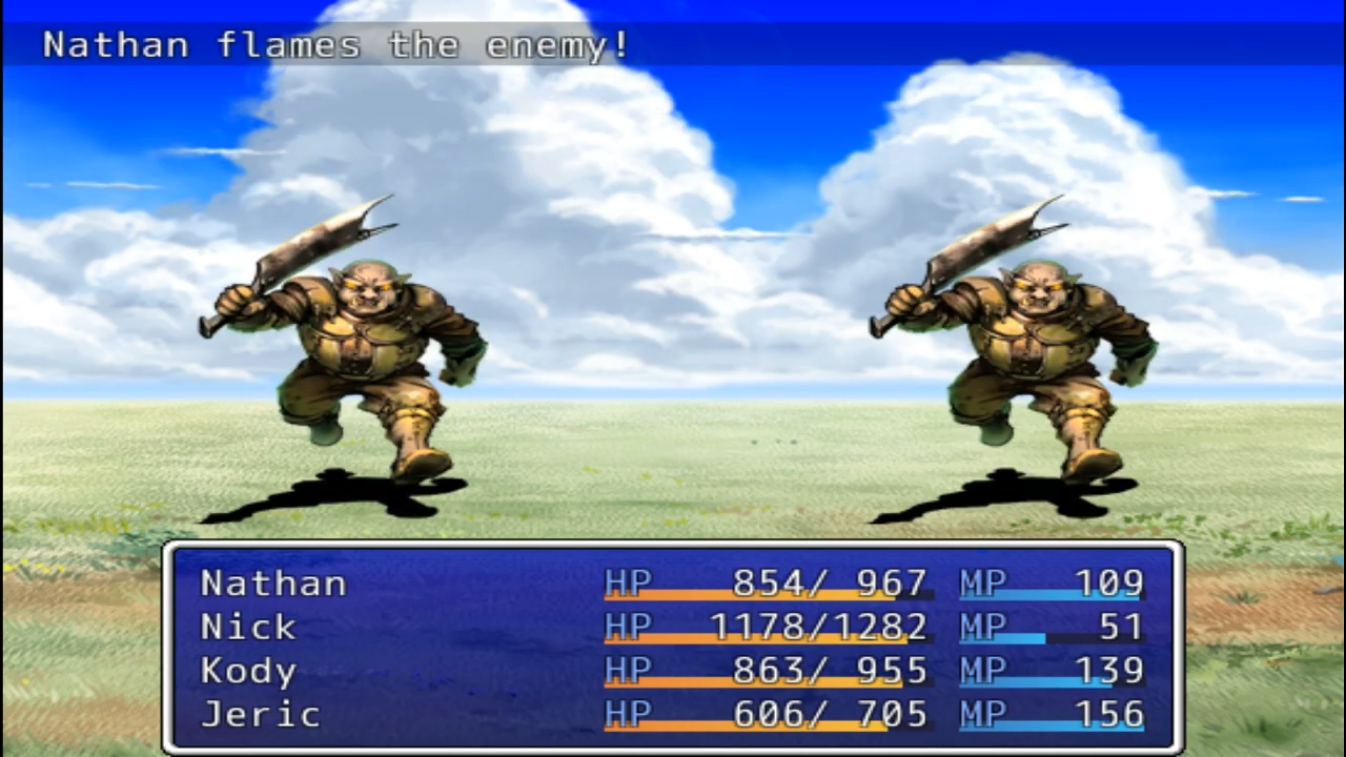 Nathan flames the enemy!
Nathan HP 854/ 967 MP 109
Nick HP 1178/1282 MP 51
Kody HP 863/ 955 MP 139
Jeric HP 606/ 705 MP 156